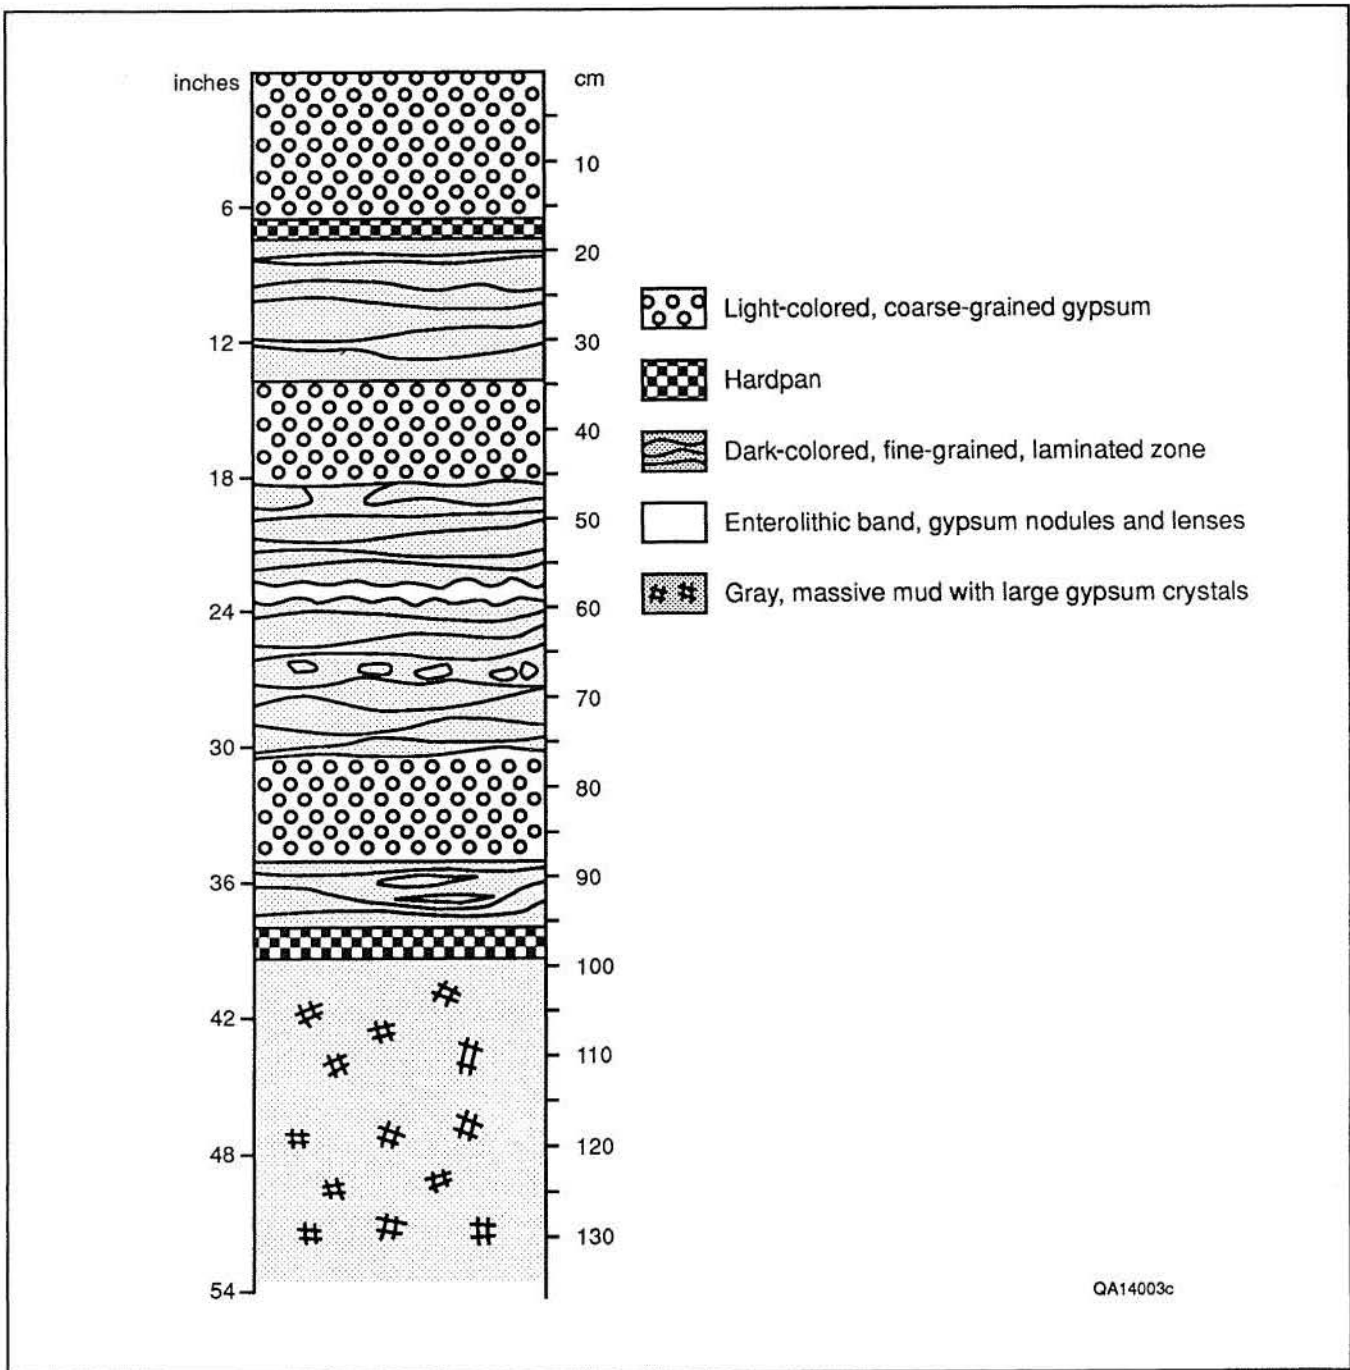 inches
cm
10
6
20
12
30
40
18
50
24
60
70
30
80
36
90
100
42
110
48
120
130
54
Light-colored, coarse-grained gypsum
Hardpan
Dark-colored, fine-grained, laminated zone
Enterolithic band, gypsum nodules and lenses
Gray, massive mud with large gypsum crystals
QA14003c